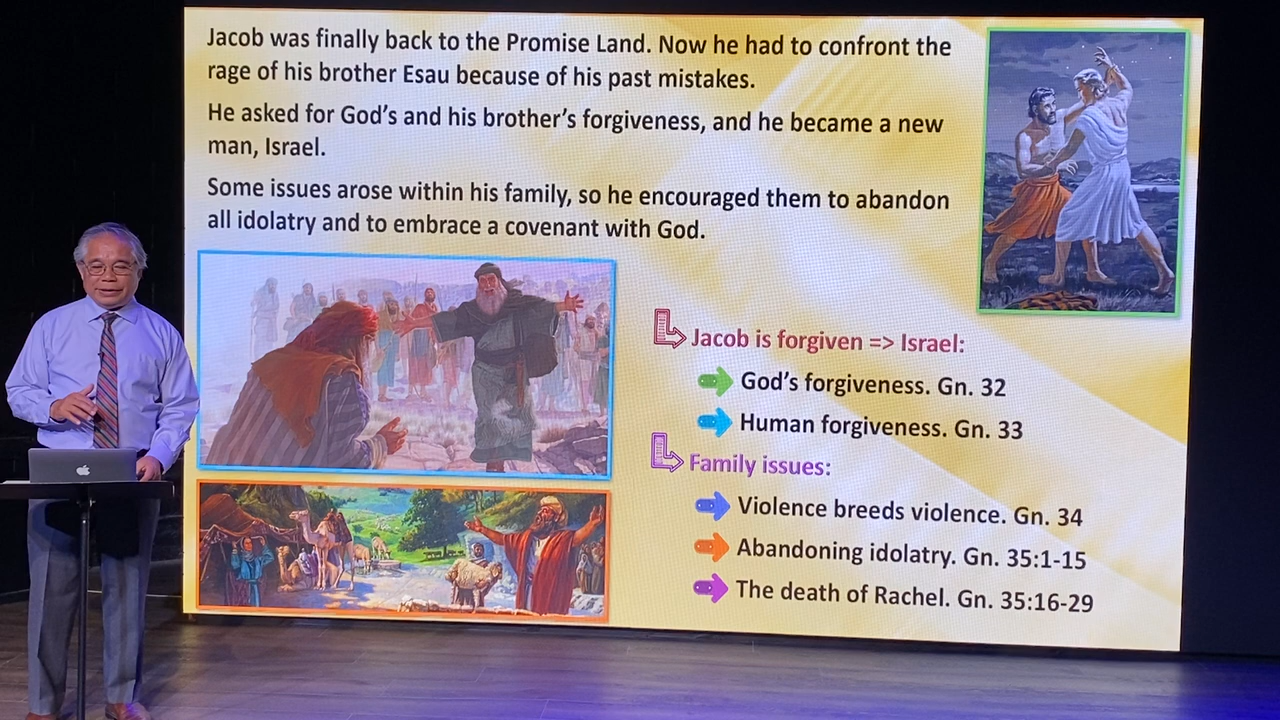 Jacob was finally back to the Promise Land. Now he had to confront the
rage of his brother Esau because of his past mistakes.
He asked for God's and his brother's forgiveness, and he became a new
man, Israel.
Some issues arose within his family, so he encouraged them to abandon
all idolatry and to embrace a covenant with God.
Jacob is forgiven => Israel:
God's forgiveness. Gn. 32
Human forgiveness. Gn. 33
Family issues:
Violence breeds violence. Gn. 34
Abandoning idolatry. Gn. 35:1-15
The death of Rachel. Gn. 35:16-29